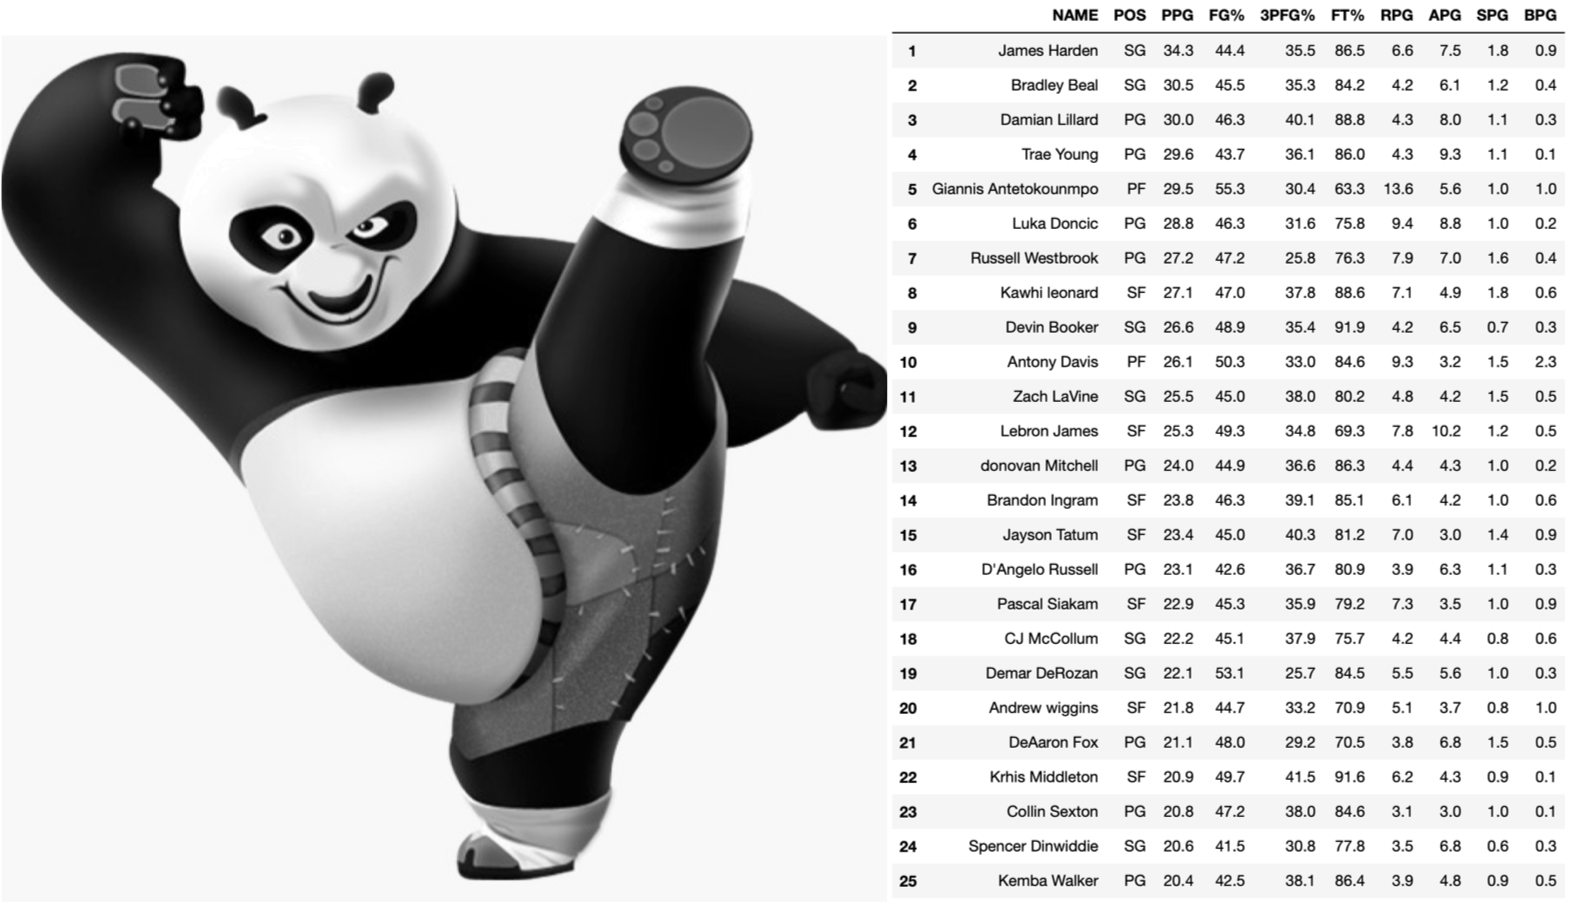 NAME POS PPG FG% 3PFG% FT% RPG APG SPG BPG
1 James Harden SG 34.3 44.4 35.5 86.5 6.6 7.5 1.8 0.9
2 Bradley Beal SG 30.5 45.5 35.3 84.2 4.2 6.1 1.2 0.4
3 Damian Lillard PG 30.0 46.3 40.1 88.8 4.3 8.0 1.1 0.3
4 Trae Young PG 29.6 43.7 36.1 86.0 4.3 9.3 1.1 0.1
5 Giannis Antetokounmpo PF 29.5 55.3 30.4 63.3 13.6 5.6 1.0 1.0
6 Luka Doncic PG 28.8 46.3 31.6 75.8 9.4 8.8 1.0 0.2
7 Russell Westbrook PG 27.2 47.2 25.8 76.3 7.9 7.0 1.6 0.4
8 Kawhi leonard SF 27.1 47.0 37.8 88.6 7.1 4.9 1.8 0.6
9 Devin Booker SG 26.6 48.9 35.4 91.9 4.2 6.5 0.7 0.3
10 Antony Davis PF 26.1 50.3 33.0 84.6 9.3 3.2 1.5 2.3
11 Zach LaVine SG 25.5 45.0 38.0 80.2 4.8 4.2 1.5 0.5
12 Lebron James SF 25.3 49.3 34.8 69.3 7.8 10.2 1.2 0.5
13 donovan Mitchell PG 24.0 44.9 36.6 86.3 4.4 4.3 1.0 0.2
14 Brandon Ingram SF 23.8 46.3 39.1 85.1 6.1 4.2 1.0 0.6
15 Jayson Tatum SF 23.4 45.0 40.3 81.2 7.0 3.0 1.4 0.9
16 D'Angelo Russell PG 23.1 42.6 36.7 80.9 3.9 6.3 1.1 0.3
17 Pascal Siakam SF 22.9 45.3 35.9 79.2 7.3 3.5 1.0 0.9
18 CJ McCollum SG 22.2 45.1 37.9 75.7 4.2 4.4 0.8 0.6
19 Demar DeRozan SG 22.1 53.1 25.7 84.5 5.5 5.6 1.0 0.3
20 Andrew wiggins SF 21.8 44.7 33.2 70.9 5.1 3.7 0.8 1.0
21 DeAaron Fox PG 21.1 48.0 29.2 70.5 3.8 6.8 1.5 0.5
22 Krhis Middleton SF 20.9 49.7 41.5 91.6 6.2 4.3 0.9 0.1
23 Collin Sexton PG 20.8 47.2 38.0 84.6 3.1 3.0 1.0 0.1
24 Spencer Dinwiddie SG 20.6 41.5 30.8 77.8 3.5 6.8 0.6 0.3
25 Kemba Walker PG 20.4 42.5 38.1 86.4 3.9 4.8 0.9 0.5